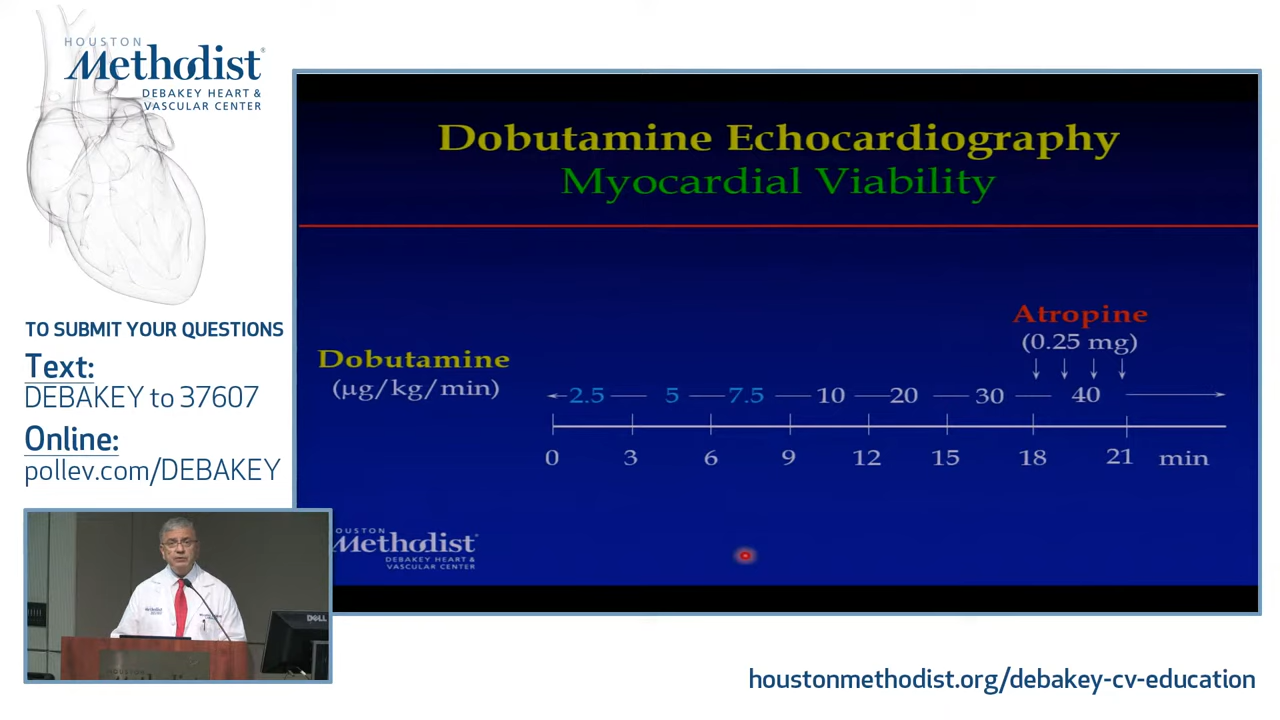 HOUSTON
Methodist®
DEBAKEY HEART &
VASCULAR CENTER
TO SUBMIT YOUR QUESTIONS
Text:
DEBAKEY to 37607
Online:
pollev.com/DEBAKEY
Dobutamine Echocardiography
Myocardial Viability
Atropine
(0.25 mg)
Dobutamine
(μg/kg/min)
2.5 5 7.5 10 20 30 40
0 3 6 9 12 15 18 21 min
HOUSTON
Methodist
DEBAKEY HEART &
VASCULAR CENTER
Methodist
DELL
houstonmethodist.org/debakey-cv-education